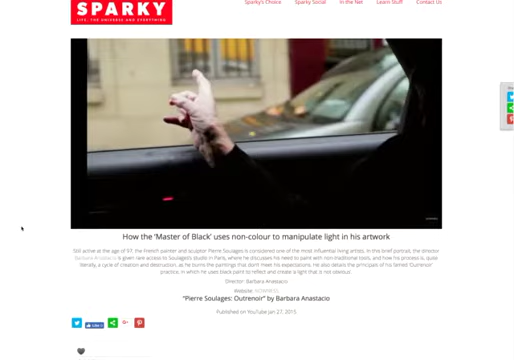 SPARKY
LIFE, THE UNIVERSE AND EVERYTHING
Sparky's Choice Sparky Social In the Net Learn Stuff Contact Us
How the 'Master of Black' uses non-colour to manipulate light in his artwork
Still active at the age of 97, the French painter and sculptor Pierre Soulages is considered one of the most influential living artists. In this brief portrait, the director
Barbara Anastacio is given rare access to Soulages's studio in Paris, where he discusses his need to paint with non-traditional tools, and how his process is, quite
literally, a cycle of creation and destruction, as he burns the paintings that don't meet his expectations. He also details the principals of his famed 'Outrenoir'
practice, in which he uses black paint to reflect and create a light that is not obvious.
Director: Barbara Anastacio
Website: NOWNESS
"Pierre Soulages: Outrenoir" by Barbara Anastacio
Published on YouTube Jan 27, 2015
Like